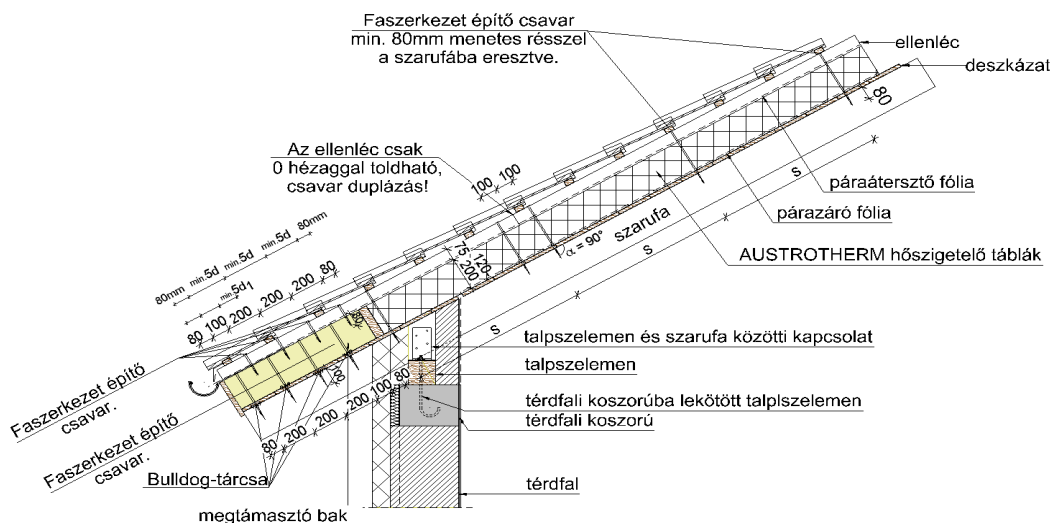 Faszerkezet építő csavar
min. 80mm menetes résszel
a szarufába eresztve.
ellenléc
deszkázat
80
Az ellenléc csak
0 hézaggal toldható,
csavar duplázás!
100 100
s
páraátersztő fólia
párazáró fólia
szarufa
s
AUSTROTHERM hőszigetelő táblák
α = 90°
75 120
200
80mm min.5d min.5d min.5d 80mm
min.5d1
80 100 200 200 200 80
80
s
talpszelemen és szarufa közötti kapcsolat
talpszelemen
térdfali koszorúba lekötött talplszelemen
térdfali koszorú
100
80 200 200 200 100 80
Faszerkezet építő
csavar.
Faszerkezet építő
csavar.
Bulldog-tárcsa
térdfal
megtámasztó bak